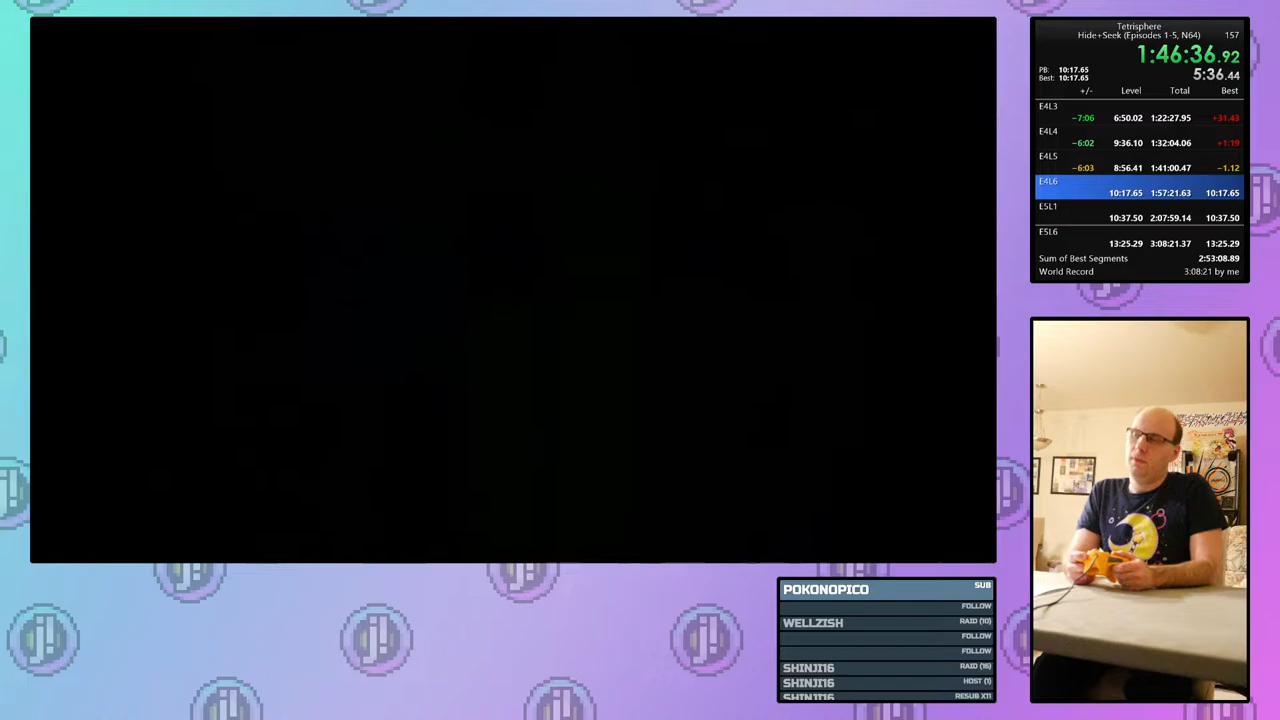 Tetrisphere
Hide+Seek (Episodes 1-5, N64) 157
1:46:36.92
PB: 10:17.65
Best: 10:17.65
5:36.44
+/- Level Total Best
E4L3
−7:06 6:50.02 1:22:27.95 +31.43
E4L4
−6:02 9:36.10 1:32:04.06 +1:19
E4L5
−6:03 8:56.41 1:41:00.47 −1.12
E4L6
10:17.65 1:57:21.63 10:17.65
E5L1
10:37.50 2:07:59.14 10:37.50
E5L6
13:25.29 3:08:21.37 13:25.29
Sum of Best Segments 2:53:08.89
World Record 3:08:21 by me
POKONOPICO SUB
FOLLOW
WELLZISH RAID (10)
FOLLOW
FOLLOW
SHINJI16 RAID (15)
SHINJI16 HOST (1)
SHINJI16 RESUB X11